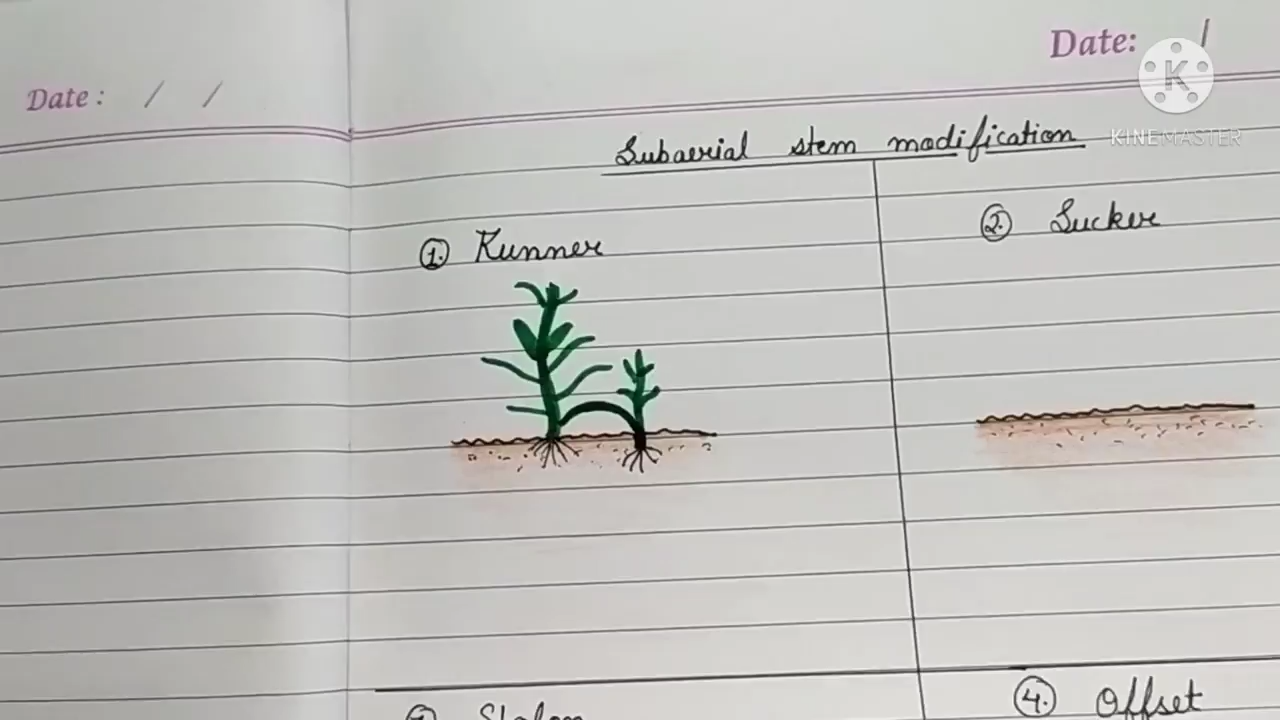 Date: /
Date: / /
KINEMASTER
Subaerial stem modification
1. Runner
2. Sucker
4. Offset